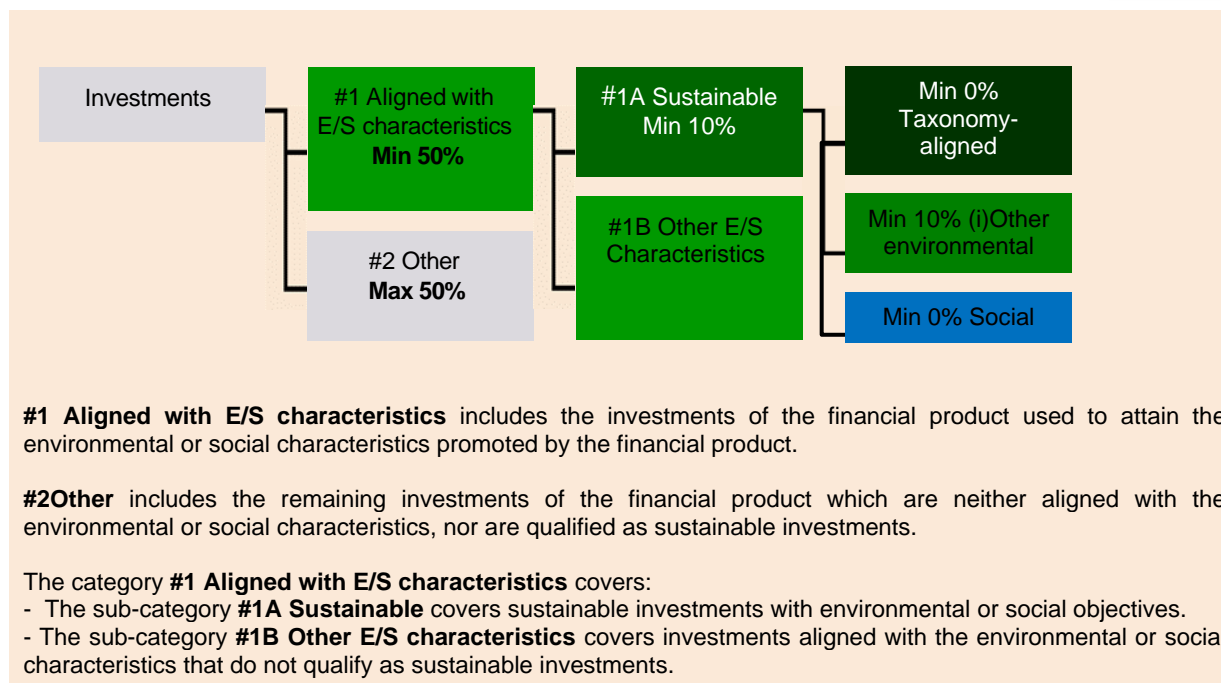 Investments
#1 Aligned with
E/S characteristics
Min 50%
#2 Other
Max 50%
#1A Sustainable
Min 10%
#1B Other E/S
Characteristics
Min 0%
Taxonomy-
aligned
Min 10% (i)Other
environmental
Min 0% Social
#1 Aligned with E/S characteristics includes the investments of the financial product used to attain the
environmental or social characteristics promoted by the financial product.
#2Other includes the remaining investments of the financial product which are neither aligned with the
environmental or social characteristics, nor are qualified as sustainable investments.
The category #1 Aligned with E/S characteristics covers:
- The sub-category #1A Sustainable covers sustainable investments with environmental or social objectives.
- The sub-category #1B Other E/S characteristics covers investments aligned with the environmental or social
characteristics that do not qualify as sustainable investments.